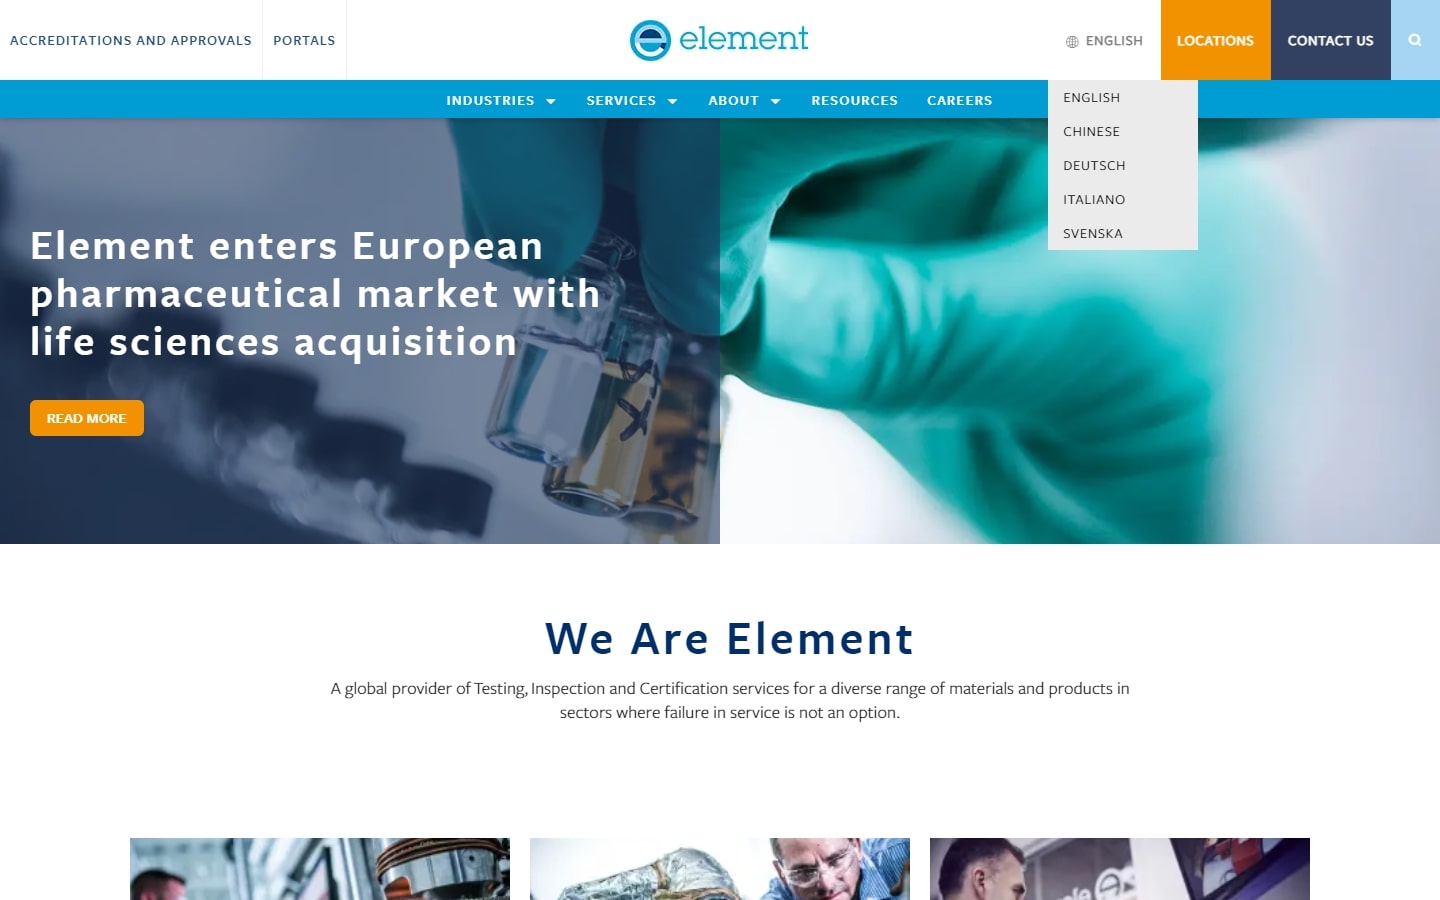 ACCREDITATIONS AND APPROVALS
PORTALS
element
ENGLISH
LOCATIONS
CONTACT US
INDUSTRIES
SERVICES
ABOUT
RESOURCES
CAREERS
ENGLISH
CHINESE
DEUTSCH
ITALIANO
SVENSKA
Element enters European
pharmaceutical market with
life sciences acquisition
READ MORE
We Are Element
A global provider of Testing, Inspection and Certification services for a diverse range of materials and products in
sectors where failure in service is not an option.